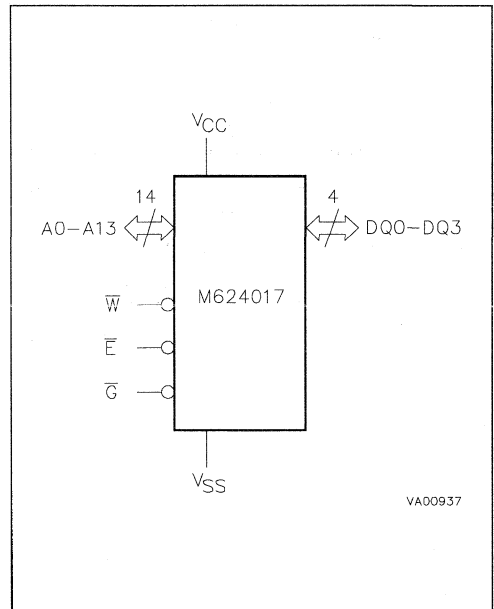 VCC
14
4
A0-A13
DQ0-DQ3
M624017
W̅
E̅
G̅
VSS
VA00937